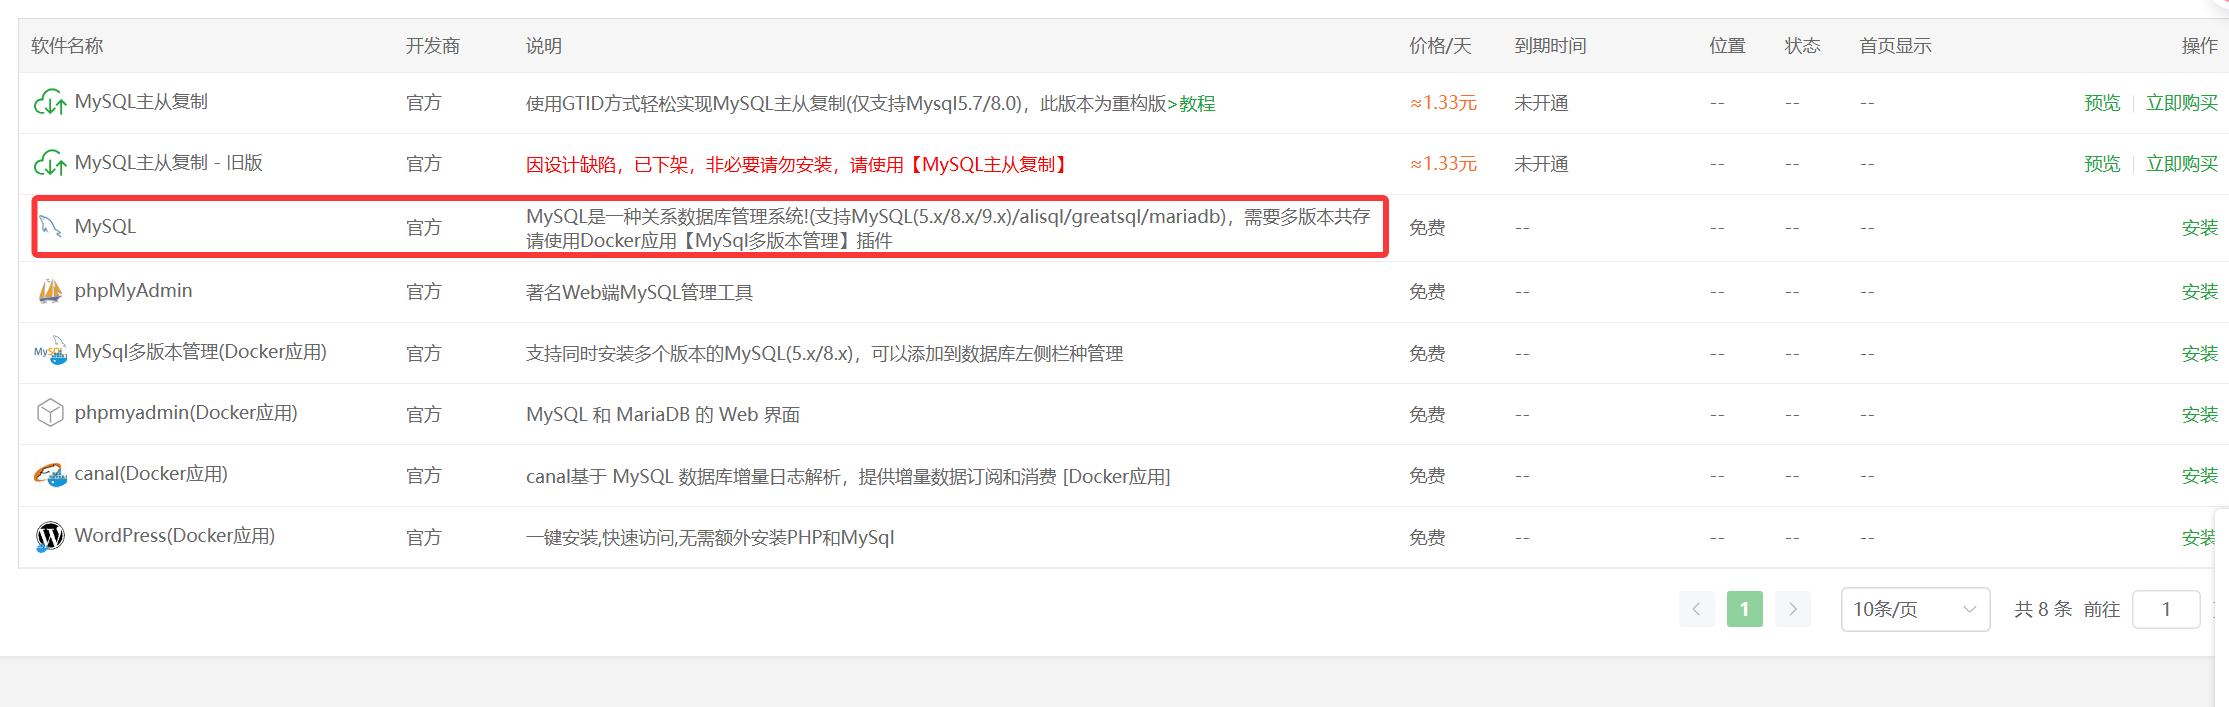 软件名称 开发商 说明 价格/天 到期时间 位置 状态 首页显示 操作
MySQL主从复制 官方 使用GTID方式轻松实现MySQL主从复制(仅支持Mysql5.7/8.0)，此版本为重构版>教程 ≈1.33元 未开通 -- -- -- 预览 立即购买
MySQL主从复制 - 旧版 官方 因设计缺陷，已下架，非必要请勿安装，请使用【MySQL主从复制】 ≈1.33元 未开通 -- -- -- 预览 立即购买
MySQL 官方 MySQL是一种关系数据库管理系统!(支持MySQL(5.x/8.x/9.x)/alisql/greatsql/mariadb)，需要多版本共存
请使用Docker应用【MySql多版本管理】插件 免费 -- -- -- -- 安装
phpMyAdmin 官方 著名Web端MySQL管理工具 免费 -- -- -- -- 安装
MySQL MySql多版本管理(Docker应用) 官方 支持同时安装多个版本的MySQL(5.x/8.x)，可以添加到数据库左侧栏种管理 免费 -- -- -- -- 安装
phpmyadmin(Docker应用) 官方 MySQL 和 MariaDB 的 Web 界面 免费 -- -- -- -- 安装
canal(Docker应用) 官方 canal基于 MySQL 数据库增量日志解析，提供增量数据订阅和消费 [Docker应用] 免费 -- -- -- -- 安装
WordPress(Docker应用) 官方 一键安装,快速访问,无需额外安装PHP和MySql 免费 -- -- -- -- 安装
1 10条/页 共 8 条 前往 1